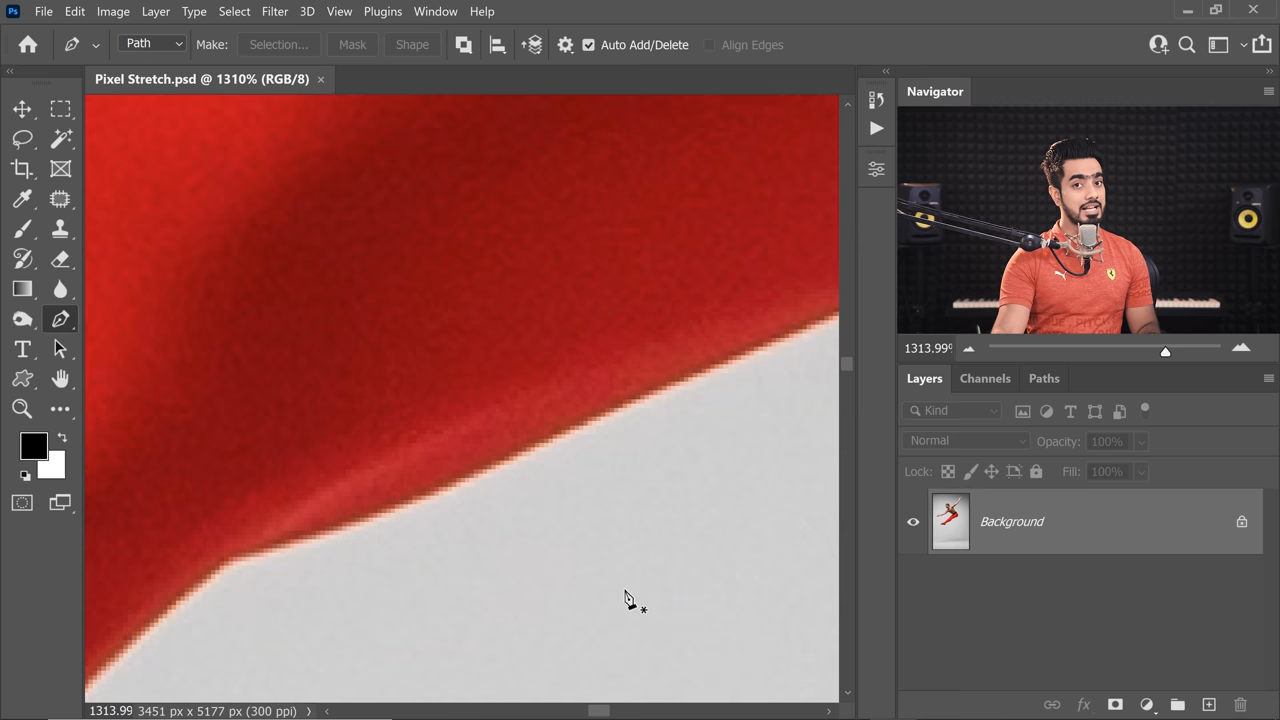 Ps File Edit Image Layer Type Select Filter 3D View Plugins Window Help
Path Make: Selection... Mask Shape Auto Add/Delete Align Edges
Pixel Stretch.psd @ 1310% (RGB/8) ×
Navigator
1313.99%
Layers Channels Paths
Kind
Normal Opacity: 100%
Lock: Fill: 100%
Background
fx
1313.99 3451 px x 5177 px (300 ppi)